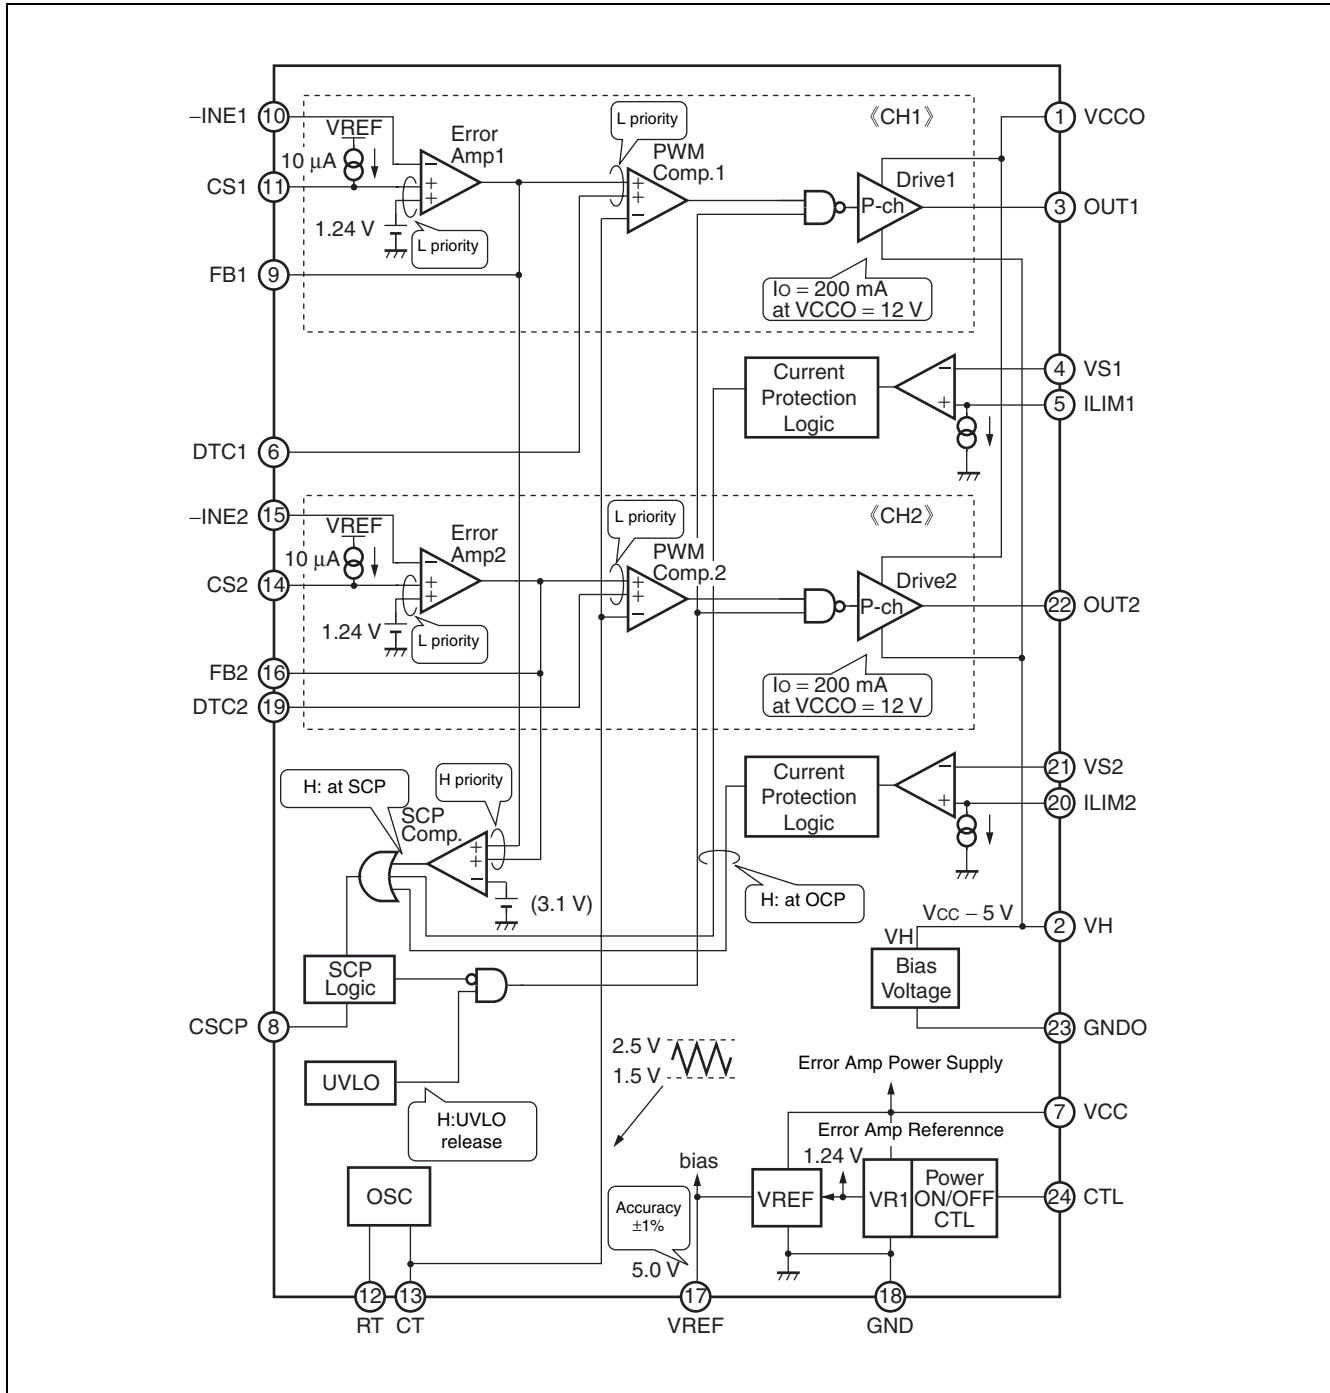 −INE1
10
VREF
10 µA
CS1
11
1.24 V
Error
Amp1
−
+
+
L priority
L priority
PWM
Comp.1
+
+
−
《CH1》
Drive1
P-ch
IO = 200 mA
at VCCO = 12 V
1
VCCO
3
OUT1
FB1
9
Current
Protection
Logic
−
+
4
VS1
5
ILIM1
DTC1
6
−INE2
15
VREF
10 µA
CS2
14
1.24 V
Error
Amp2
−
+
+
L priority
L priority
PWM
Comp.2
+
+
−
《CH2》
Drive2
P-ch
IO = 200 mA
at VCCO = 12 V
22
OUT2
FB2
16
DTC2
19
Current
Protection
Logic
−
+
21
VS2
20
ILIM2
H: at SCP
H priority
SCP
Comp.
+
+
−
(3.1 V)
H: at OCP
VCC − 5 V
2
VH
VH
Bias
Voltage
SCP
Logic
CSCP
8
23
GNDO
UVLO
H:UVLO
release
2.5 V
1.5 V
Error Amp Power Supply
7
VCC
Error Amp Referennce
1.24 V
bias
VREF
VR1
Power
ON/OFF
CTL
24
CTL
OSC
Accuracy
±1%
5.0 V
12
RT
13
CT
17
VREF
18
GND